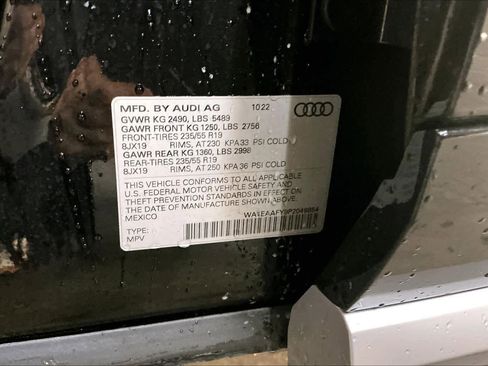 MFD. BY AUDI AG 10 22
GVWR KG 2490, LBS 5489
GAWR FRONT KG 1250, LBS 2756
FRONT-TIRES 235/55 R19
8JX19 RIMS, AT 230 KPA 33 PSI COLD
GAWR REAR KG 1360, LBS 2998
REAR-TIRES 235/55 R19
8JX19 RIMS, AT 250 KPA 36 PSI COLD
THIS VEHICLE CONFORMS TO ALL APPLICABLE
U.S. FEDERAL MOTOR VEHICLE SAFETY AND
THEFT PREVENTION STANDARDS IN EFFECT ON
THE DATE OF MANUFACTURE SHOWN ABOVE.
MEXICO
TYPE:
MPV